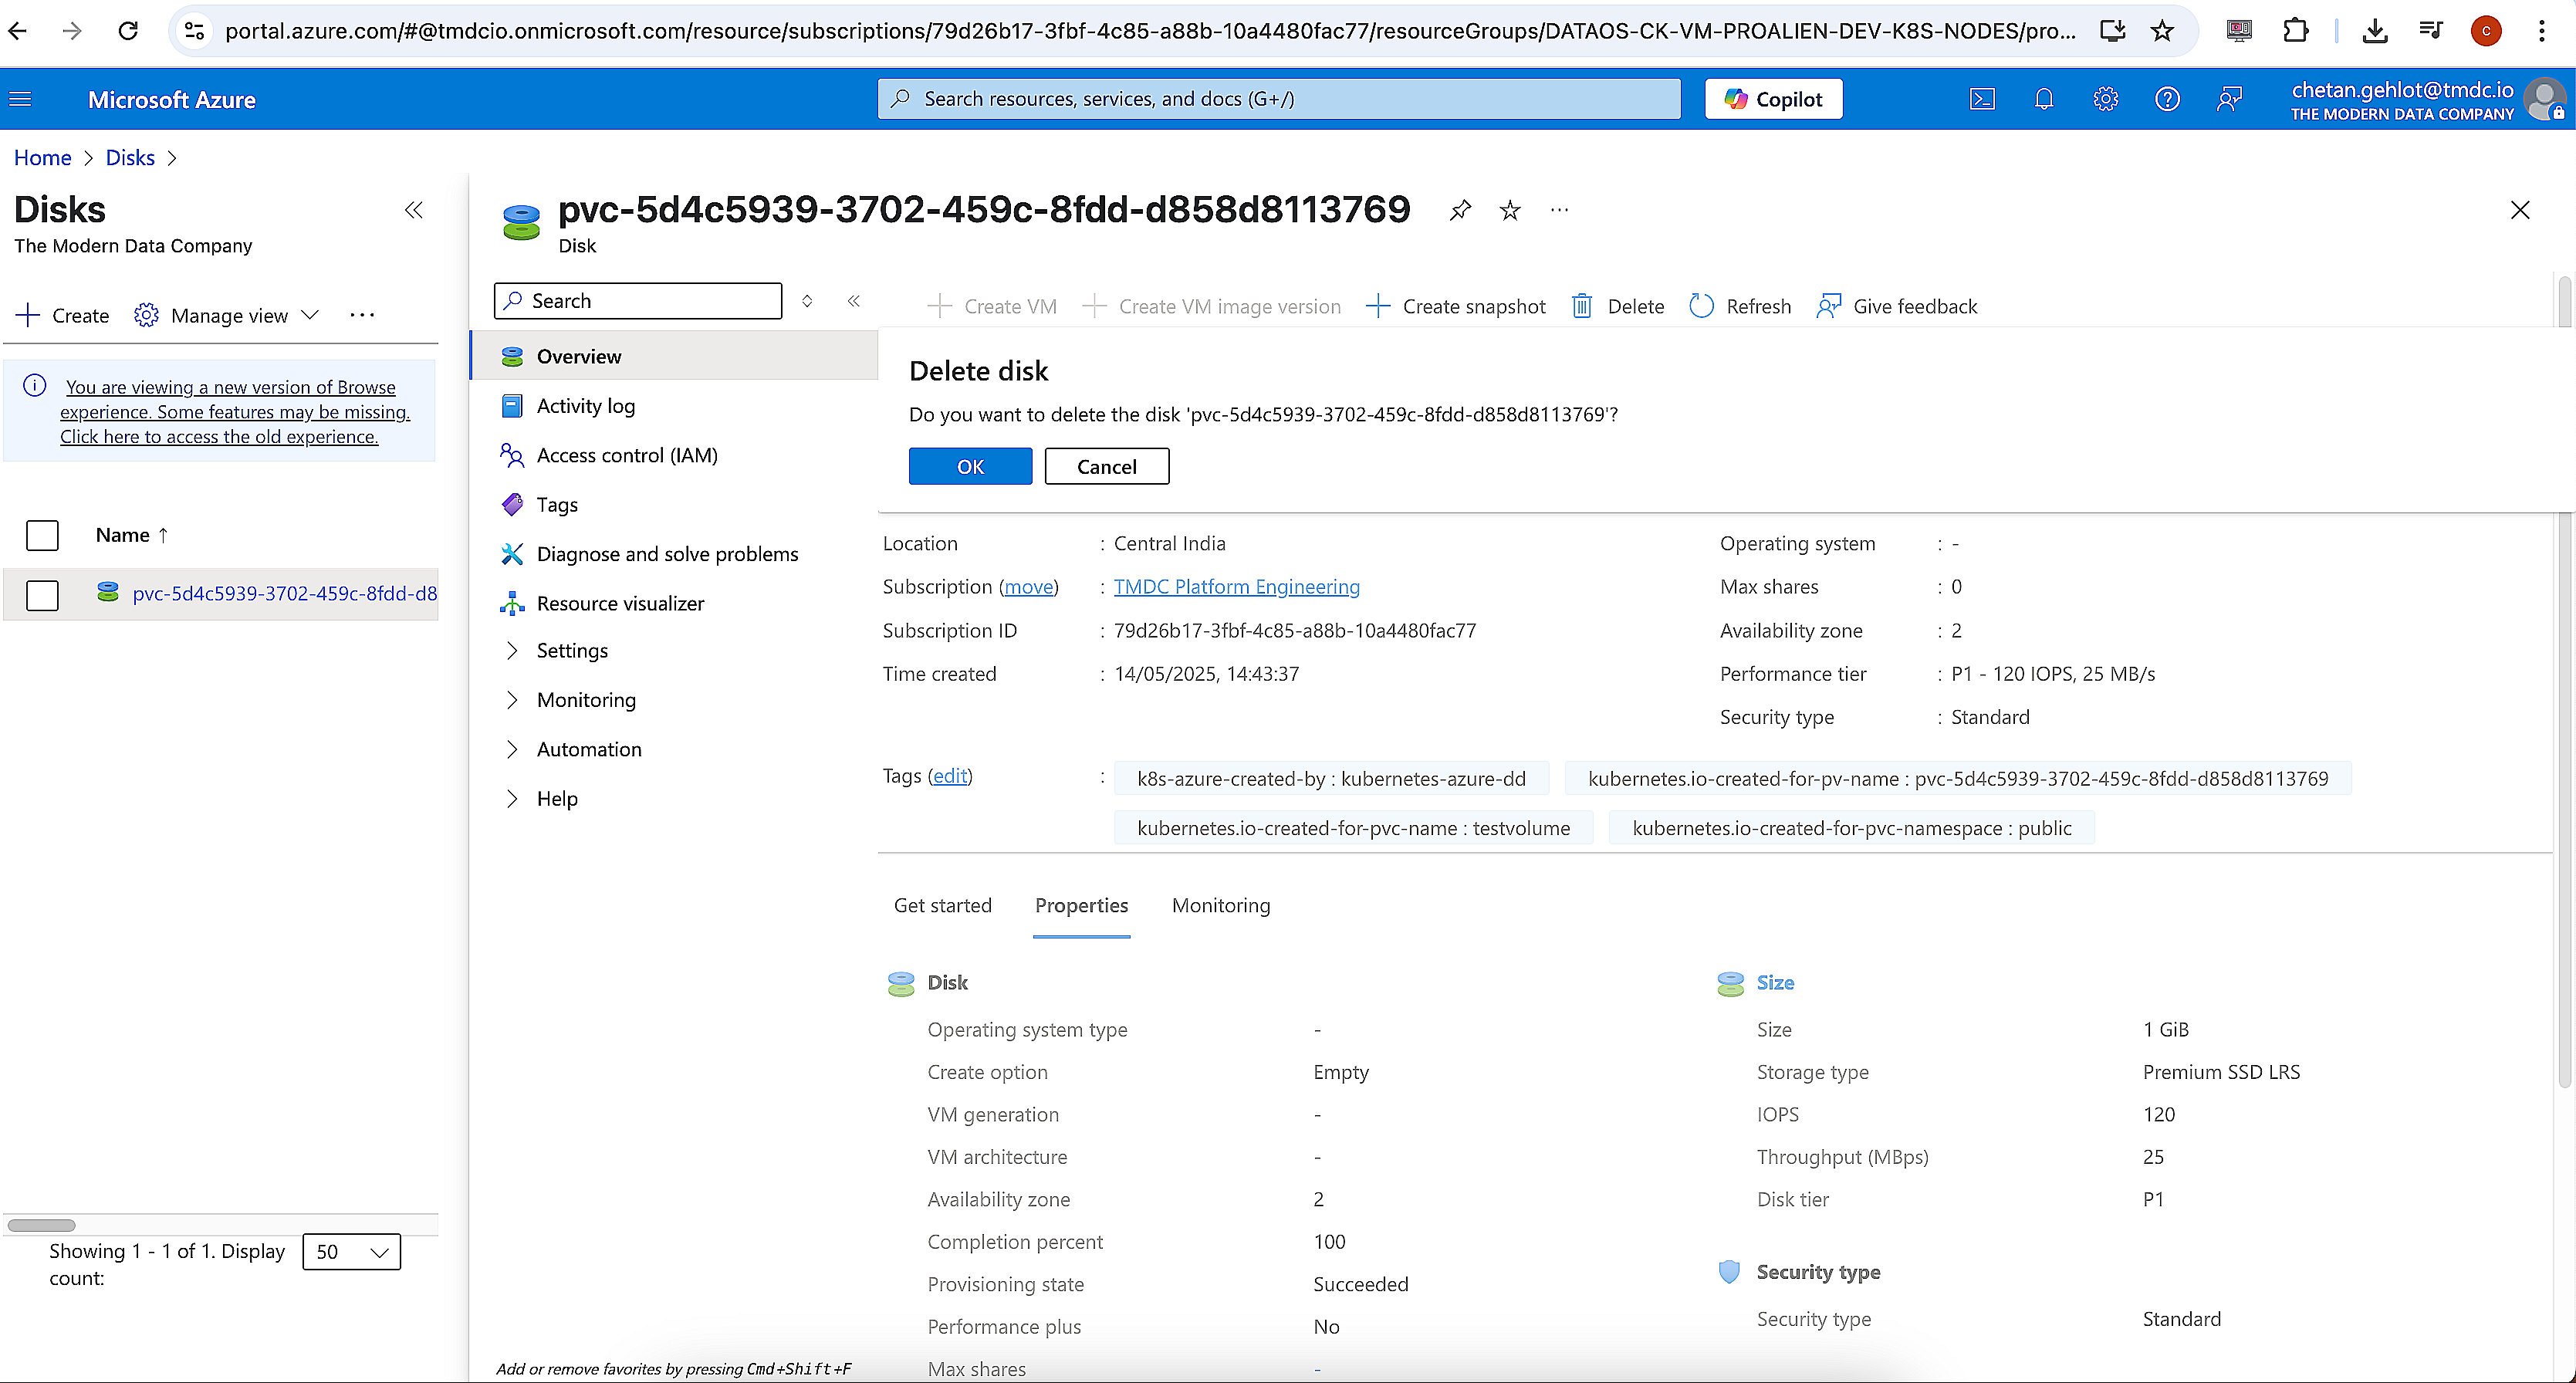 portal.azure.com/#@tmdcio.onmicrosoft.com/resource/subscriptions/79d26b17-3fbf-4c85-a88b-10a4480fac77/resourceGroups/DATAOS-CK-VM-PROALIEN-DEV-K8S-NODES/pro...
C
Microsoft Azure
Search resources, services, and docs (G+/)
Copilot
chetan.gehlot@tmdc.io
THE MODERN DATA COMPANY
Home > Disks >
Disks
The Modern Data Company
Create
Manage view
You are viewing a new version of Browse
experience. Some features may be missing.
Click here to access the old experience.
Name ↑
pvc-5d4c5939-3702-459c-8fdd-d8
Showing 1 - 1 of 1. Display
count:
50
pvc-5d4c5939-3702-459c-8fdd-d858d8113769
Disk
Search
Overview
Activity log
Access control (IAM)
Tags
Diagnose and solve problems
Resource visualizer
Settings
Monitoring
Automation
Help
Add or remove favorites by pressing Cmd+Shift+F
Create VM
Create VM image version
Create snapshot
Delete
Refresh
Give feedback
Delete disk
Do you want to delete the disk 'pvc-5d4c5939-3702-459c-8fdd-d858d8113769'?
OK
Cancel
Location : Central India
Subscription (move) : TMDC Platform Engineering
Subscription ID : 79d26b17-3fbf-4c85-a88b-10a4480fac77
Time created : 14/05/2025, 14:43:37
Operating system : -
Max shares : 0
Availability zone : 2
Performance tier : P1 - 120 IOPS, 25 MB/s
Security type : Standard
Tags (edit) :
k8s-azure-created-by : kubernetes-azure-dd
kubernetes.io-created-for-pv-name : pvc-5d4c5939-3702-459c-8fdd-d858d8113769
kubernetes.io-created-for-pvc-name : testvolume
kubernetes.io-created-for-pvc-namespace : public
Get started
Properties
Monitoring
Disk
Operating system type -
Create option Empty
VM generation -
VM architecture -
Availability zone 2
Completion percent 100
Provisioning state Succeeded
Performance plus No
Max shares -
Size
Size 1 GiB
Storage type Premium SSD LRS
IOPS 120
Throughput (MBps) 25
Disk tier P1
Security type
Security type Standard